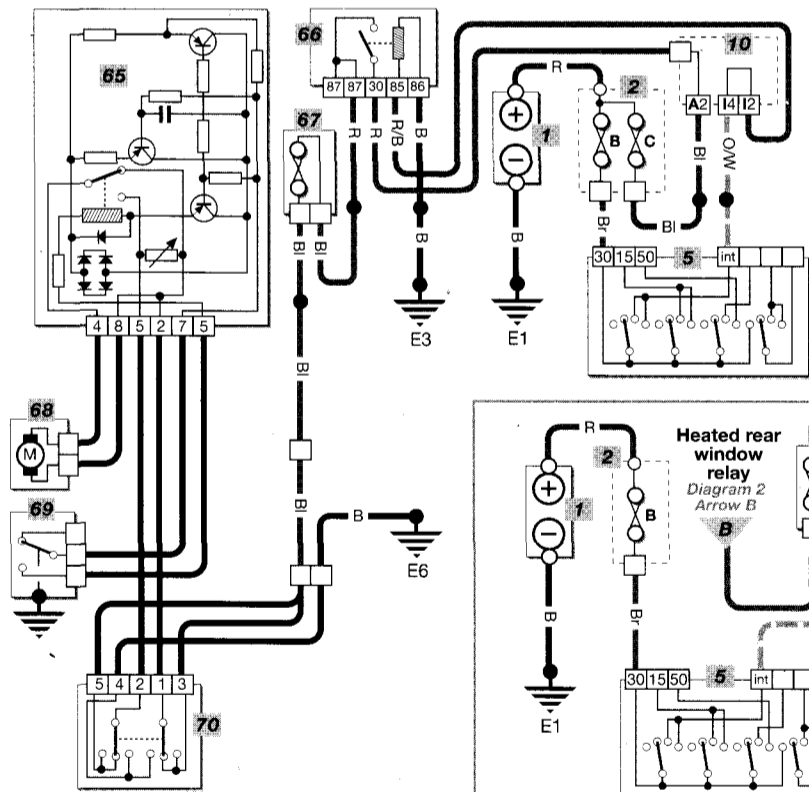 65
66
10
87 87 30 85 86
A2 I4 I2
R
2
67
1
B C
R R R/B B
Bl
O/W
Br
Bl
B
B
Bl Bl
30 15 50
5
int
E3
E1
4 8 5 2 7 5
Bl
68
M
R
Heated rear
window
relay
Diagram 2
Arrow B
B
2
1
B
69
Bl
B
E6
Br
B
E1
30 15 50
5
int
5 4 2 1 3
70